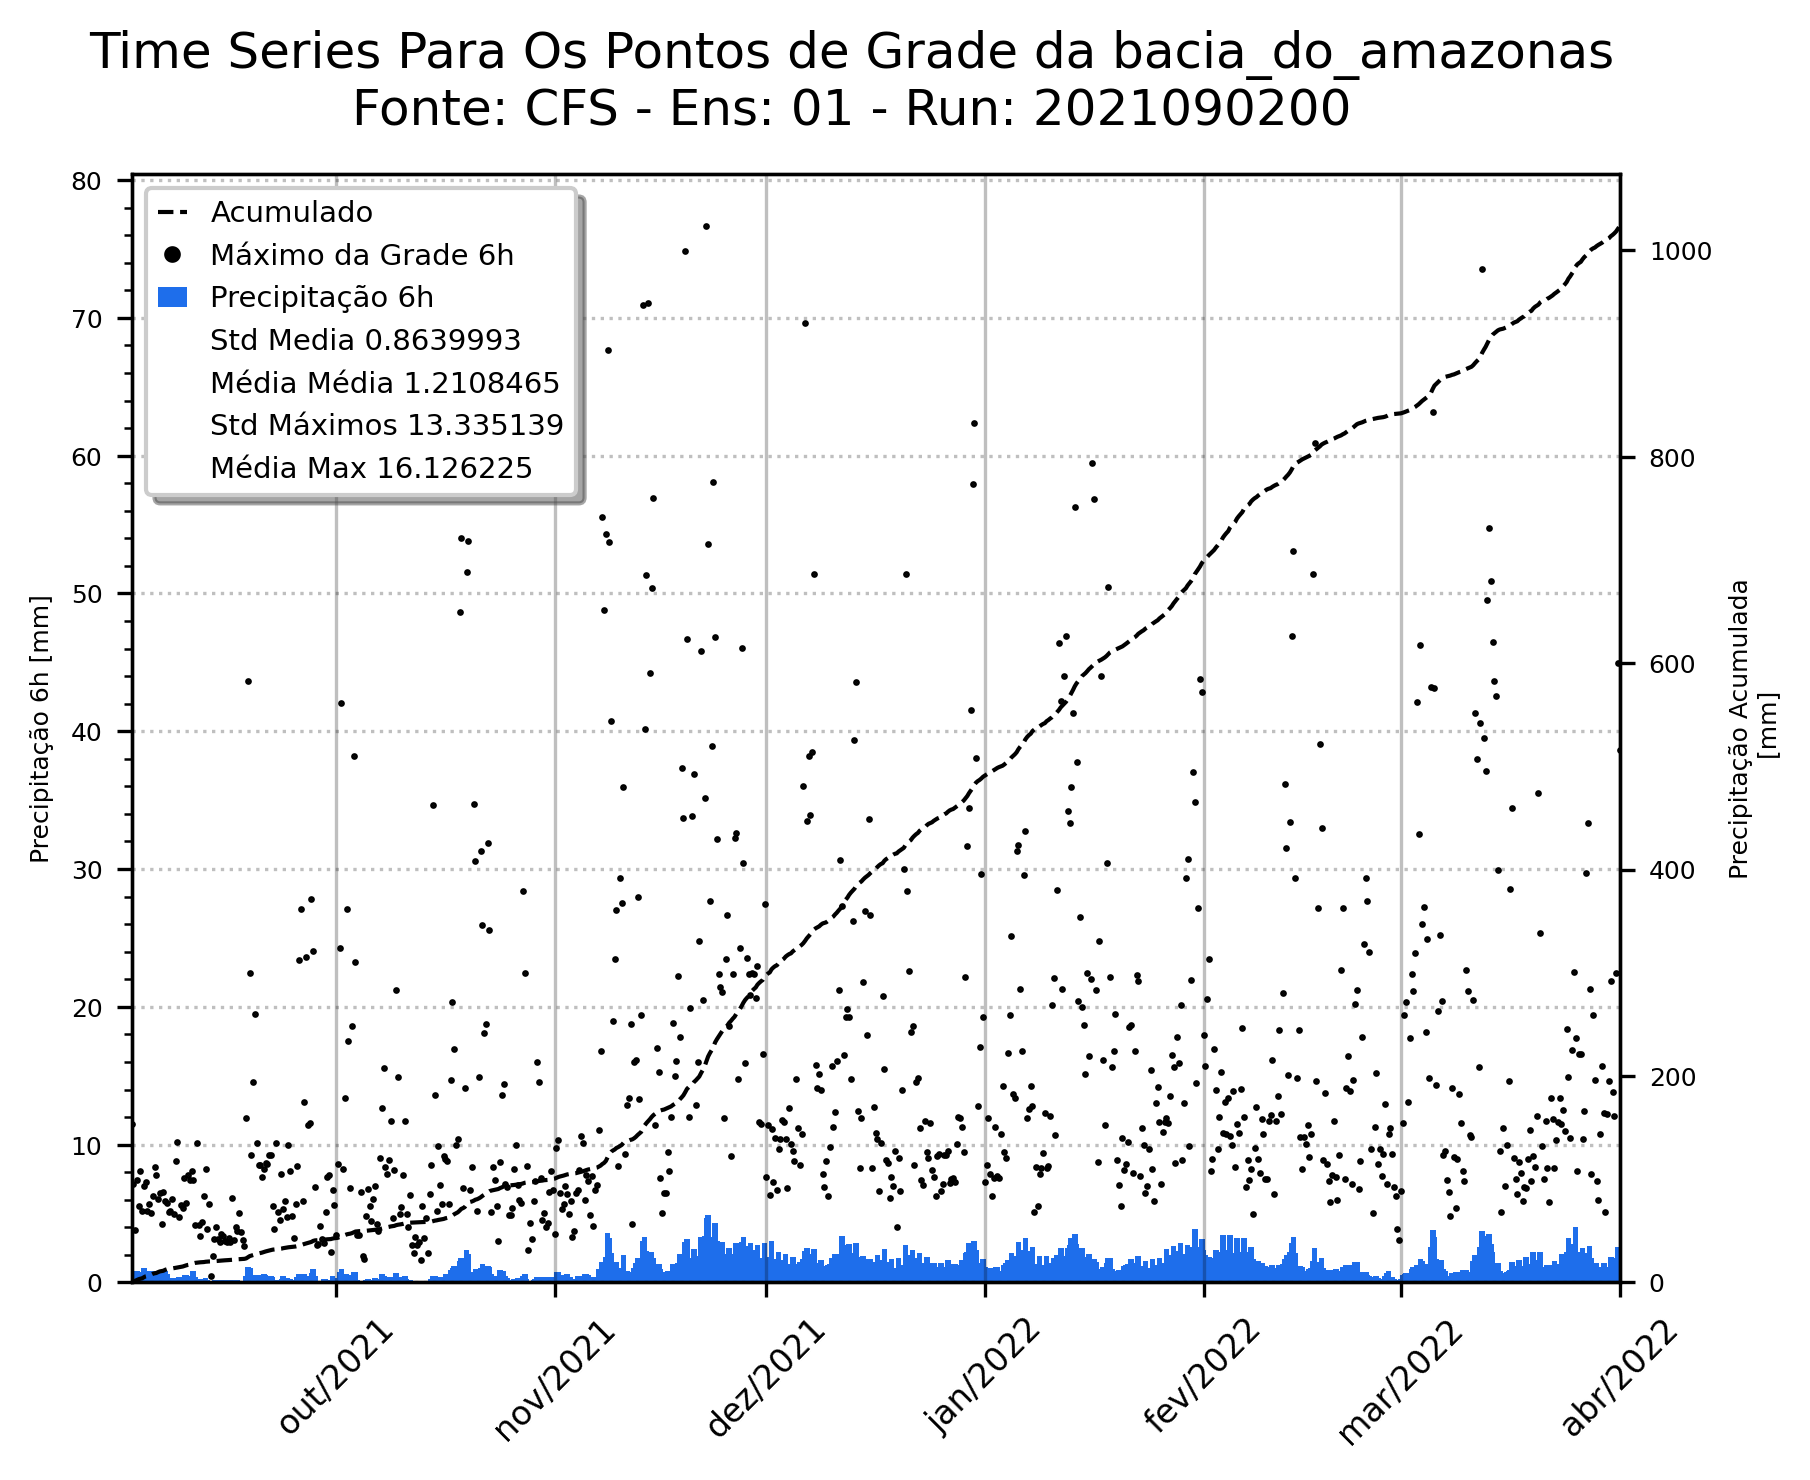 Time Series Para Os Pontos de Grade da bacia_do_amazonas
Fonte: CFS - Ens: 01 - Run: 2021090200
Acumulado
Máximo da Grade 6h
Precipitação 6h
Std Media 0.8639993
Média Média 1.2108465
Std Máximos 13.335139
Média Max 16.126225
Precipitação 6h [mm]
80
70
60
50
40
30
20
10
0
1000
800
600
400
200
0
Precipitação Acumulada
[mm]
out/2021
nov/2021
dez/2021
jan/2022
fev/2022
mar/2022
abr/2022